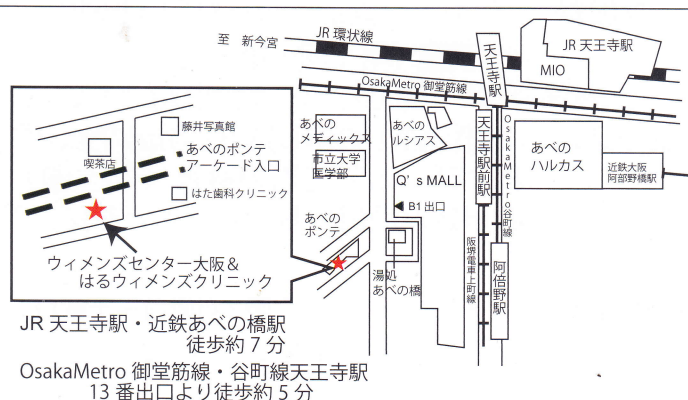 至 新今宮
JR 環状線
天王寺駅
JR 天王寺駅
MIO
OsakaMetro 御堂筋線
藤井写真館
喫茶店
あべのポンテ
アーケード入口
はた歯科クリニック
ウィメンズセンター大阪＆
はるウィメンズクリニック
あべの
メディックス
市立大学
医学部
あべの
ルシアス
Q's MALL
B1 出口
あべの
ポンテ
湯処
あべの橋
天王寺駅前駅
OsakaMetro谷町線
阪堺電車上町線
阿倍野駅
あべの
ハルカス
近鉄大阪
阿部野橋駅
JR 天王寺駅・近鉄あべの橋駅
徒歩約 7 分
OsakaMetro 御堂筋線・谷町線天王寺駅
13 番出口より徒歩約 5 分